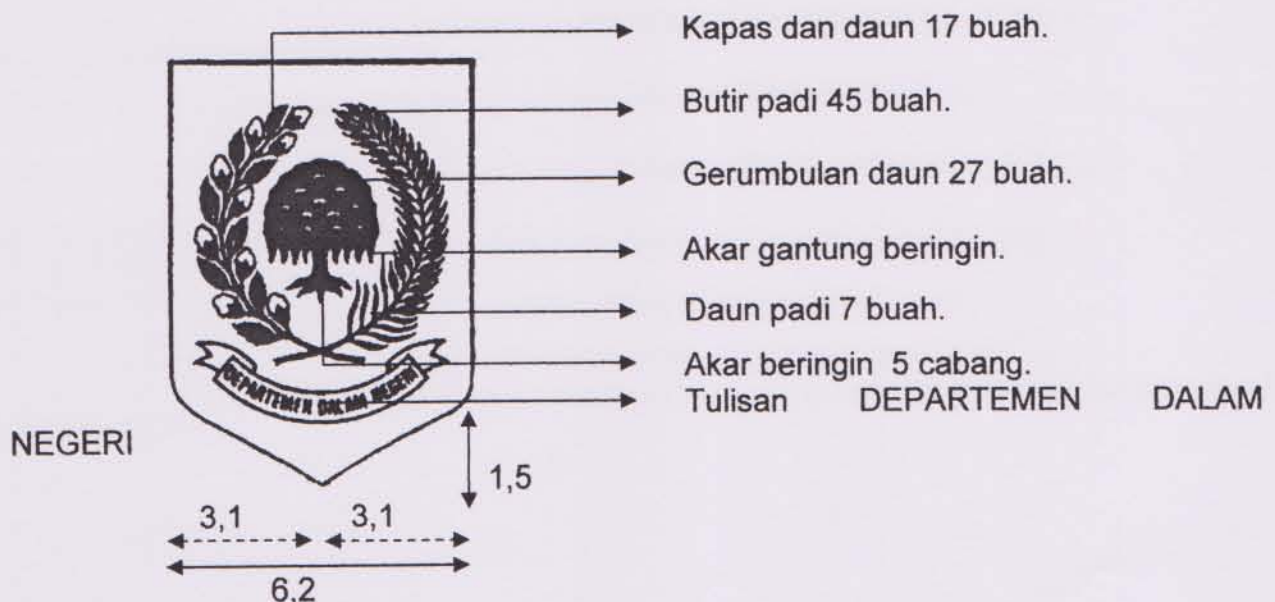 Kapas dan daun 17 buah.
Butir padi 45 buah.
Gerumbulan daun 27 buah.
Akar gantung beringin.
Daun padi 7 buah.
Akar beringin 5 cabang.
Tulisan DEPARTEMEN DALAM
NEGERI
DEPARTEMEN DALAM NEGERI
1,5
3,1 3,1
6,2